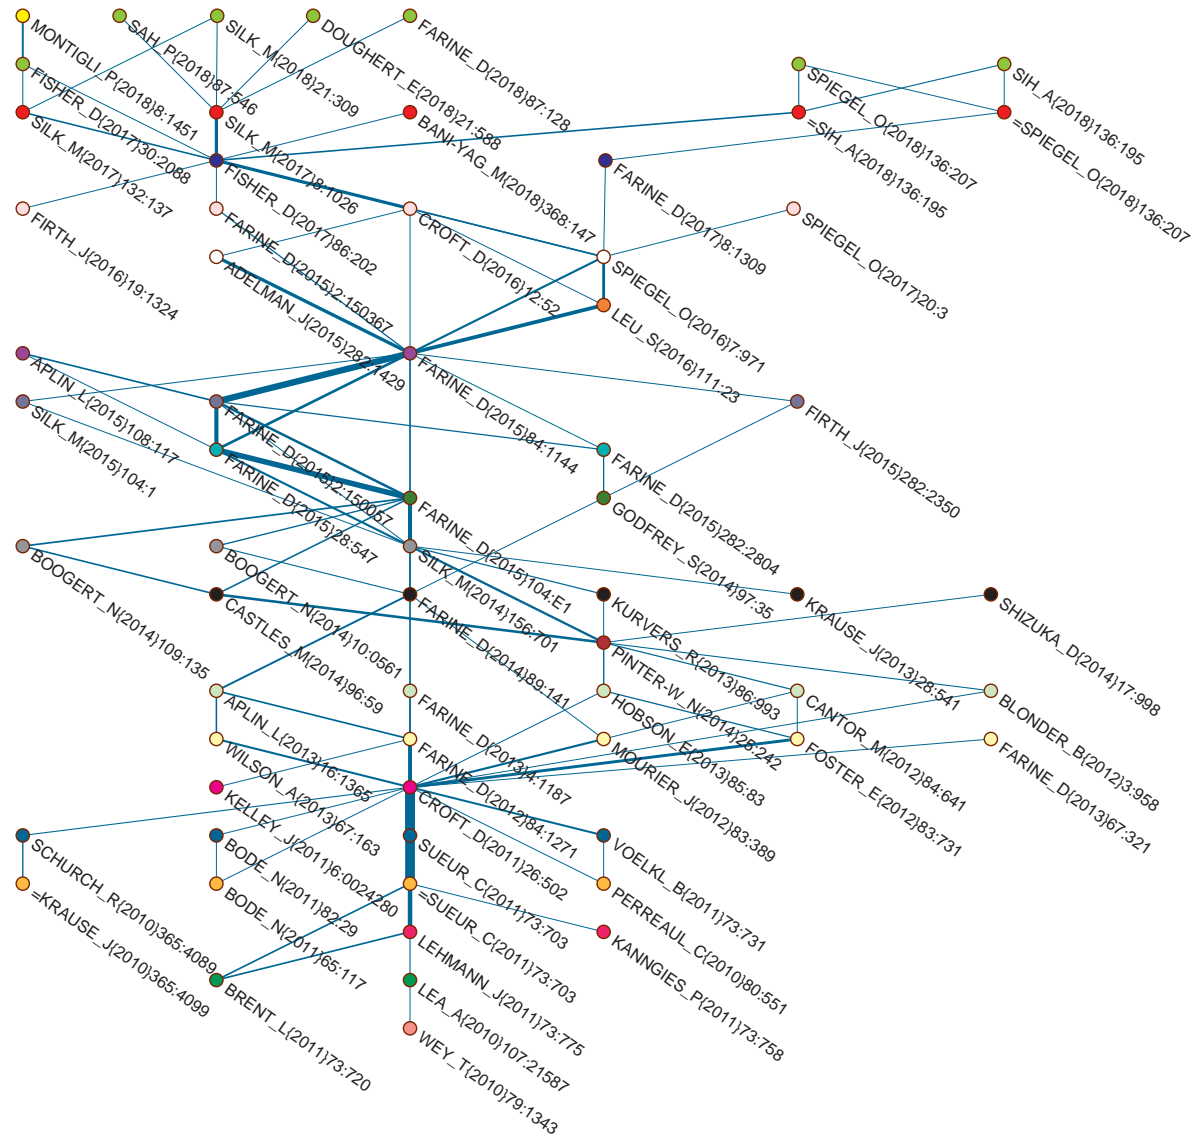 MONTIGLI_P{2018}8:1451
SAH_P{2018}87:546
SILK_M{2018}21:309
DOUGHERT_E{2018}21:588
FARINE_D{2018}87:128
FISHER_D{2017}30:2088
SPIEGEL_O{2018}136:207
SIH_A{2018}136:195
SILK_M{2017}132:137
SILK_M{2017}8:1026
BANI-YAG_M{2018}368:147
=SIH_A{2018}136:195
=SPIEGEL_O{2018}136:207
FISHER_D{2017}86:202
FARINE_D{2017}8:1309
FIRTH_J{2016}19:1324
FARINE_D{2015}2:150367
CROFT_D{2016}12:52
SPIEGEL_O{2017}20:3
ADELMAN_J{2015}282:1429
SPIEGEL_O{2016}7:971
LEU_S{2016}111:23
APLIN_L{2015}108:117
FARINE_D{2015}84:1144
SILK_M{2015}104:1
FARINE_D{2015}2:150057
FIRTH_J{2015}282:2350
FARINE_D{2015}28:547
FARINE_D{2015}282:2804
FARINE_D{2015}104:E1
GODFREY_S{2014}97:35
BOOGERT_N{2014}109:135
BOOGERT_N{2014}10:0561
SILK_M{2014}156:701
CASTLES_M{2014}96:59
FARINE_D{2014}89:141
KURVERS_R{2013}86:993
KRAUSE_J{2013}28:541
SHIZUKA_D{2014}17:998
PINTER-W_N{2014}25:242
APLIN_L{2013}16:1365
FARINE_D{2013}4:1187
HOBSON_E{2013}85:83
CANTOR_M{2012}84:641
BLONDER_B{2012}3:958
WILSON_A{2013}67:163
FARINE_D{2012}84:1271
MOURIER_J{2012}83:389
FOSTER_E{2012}83:731
FARINE_D{2013}67:321
KELLEY_J{2011}6:0024280
CROFT_D{2011}26:502
SCHURCH_R{2010}365:4089
BODE_N{2011}82:29
SUEUR_C{2011}73:703
VOELKL_B{2011}73:731
=KRAUSE_J{2010}365:4099
BODE_N{2011}65:117
=SUEUR_C{2011}73:703
PERREAUL_C{2010}80:551
LEHMANN_J{2011}73:775
KANNGIES_P{2011}73:758
BRENT_L{2011}73:720
LEA_A{2010}107:21587
WEY_T{2010}79:1343